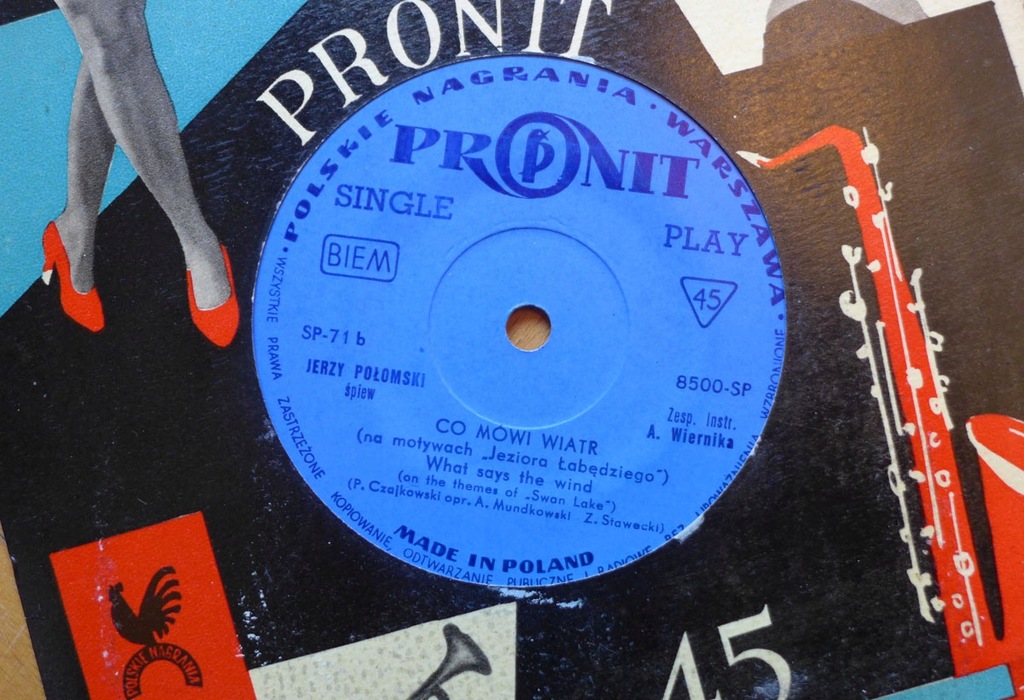 PRONIT
POLSKIE NAGRANIA · WARSZAWA ·
PRONIT
SINGLE PLAY
BIEM
45
SP-71 b
JERZY POŁOMSKI
śpiew
8500-SP
Zesp. Instr.
A. Wiernika
CO MÓWI WIATR
(na motywach „Jeziora Łabędziego")
What says the wind
(on the themes of „Swan Lake")
(P. Czajkowski opr. A. Mundkowski Z. Stawecki)
MADE IN POLAND
WSZYSTKIE PRAWA ZASTRZEŻONE KOPIOWANIE, ODTWARZANIE PUBLICZNE I RADIOWE BEZ UPOWAŻNIENIA WZBRONIONE
POLSKIE NAGRANIA
45